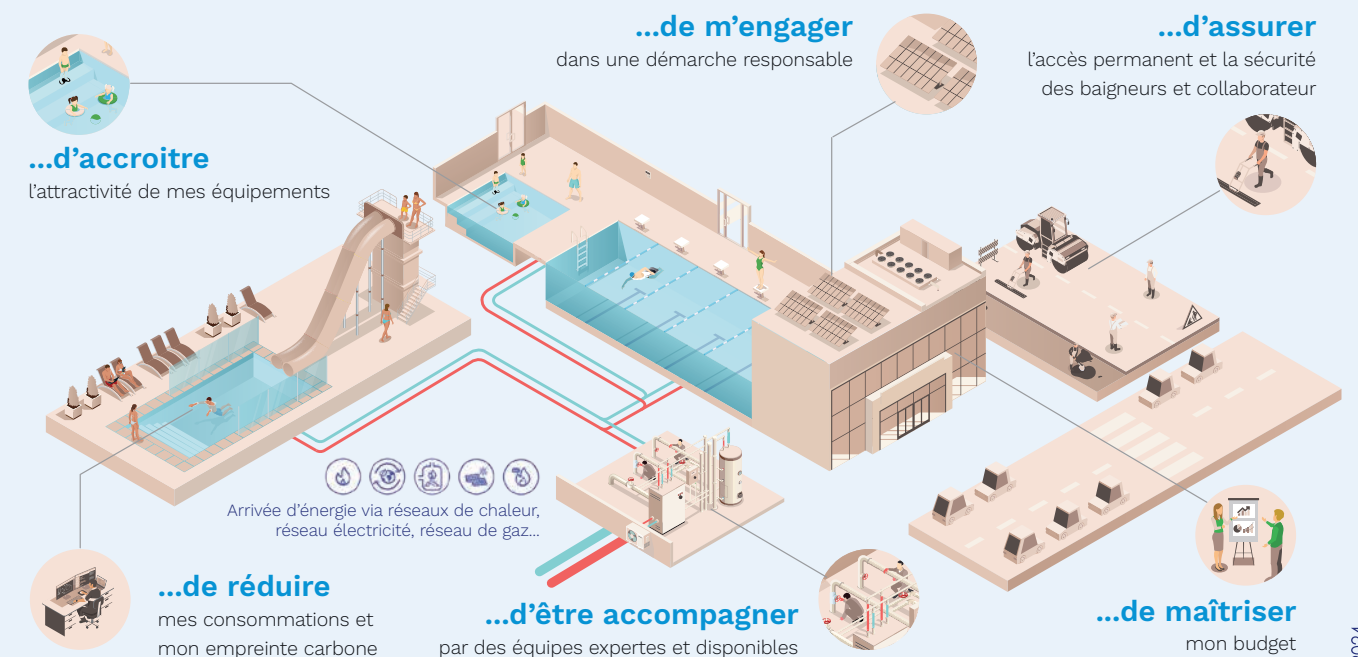 ...de m'engager
dans une démarche responsable
...d'assurer
l'accès permanent et la sécurité
des baigneurs et collaborateur
...d'accroitre
l'attractivité de mes équipements
Arrivée d'énergie via réseaux de chaleur,
réseau électricité, réseau de gaz...
...de réduire
mes consommations et
mon empreinte carbone
...d'être accompagner
par des équipes expertes et disponibles
...de maîtriser
mon budget